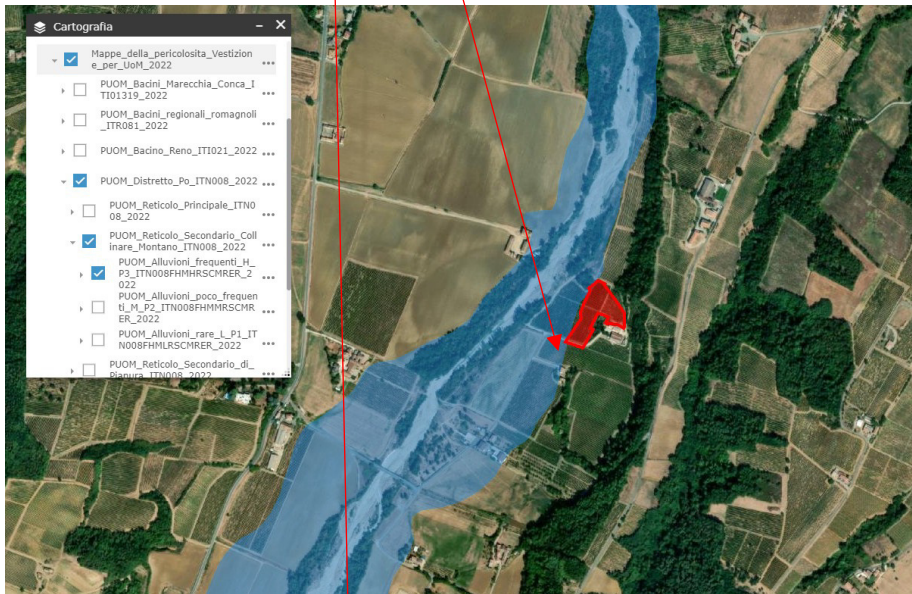 Cartografia
Mappe_della_pericolosita_Vestizion
e_per_UoM_2022
PUOM_Bacini_Marecchia_Conca_I
TI01319_2022
PUOM_Bacini_regionali_romagnoli
_ITR081_2022
PUOM_Bacino_Reno_ITI021_2022
PUOM_Distretto_Po_ITN008_2022
PUOM_Reticolo_Principale_ITN0
08_2022
PUOM_Reticolo_Secondario_Coll
inare_Montano_ITN008_2022
PUOM_Alluvioni_frequenti_H_
P3_ITN008FHMHRSCMRER_2
022
PUOM_Alluvioni_poco_frequen
ti_M_P2_ITN008FHMMRSCMR
ER_2022
PUOM_Alluvioni_rare_L_P1_IT
N008FHMLRSCMRER_2022
PUOM_Reticolo_Secondario_di_
Pianura_ITN008_2022